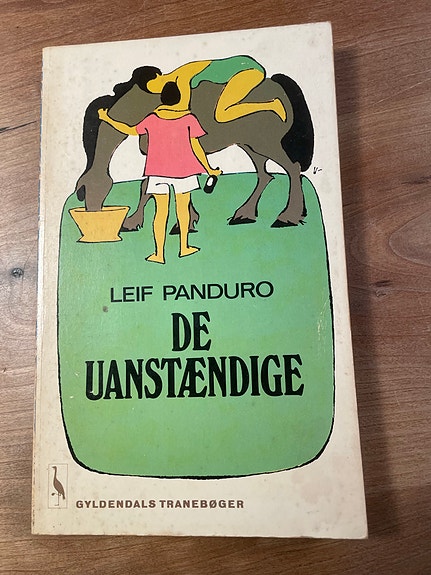 LEIF PANDURO
DE
UANSTÆNDIGE
GYLDENDALS TRANEBØGER